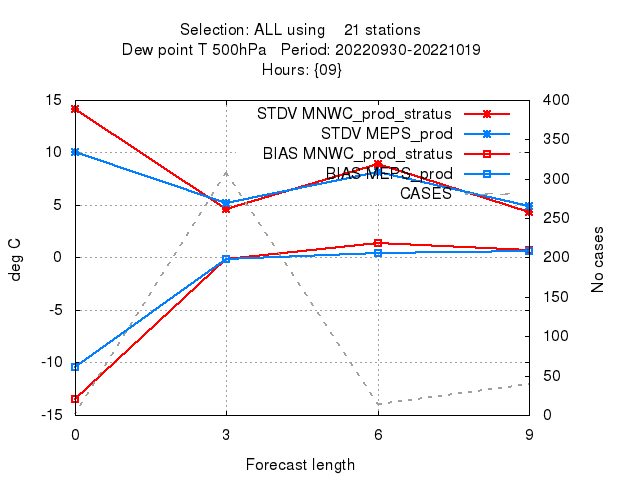 Selection: ALL using    21 stations
Dew point T 500hPa   Period: 20220930-20221019
Hours: {09}
15 400
STDV MNWC_prod_stratus
STDV MEPS_prod
350
10
BIAS MNWC_prod_stratus
BIAS MEPS_prod
300
CASES
5
250
deg C
0 200
No cases
150
-5
100
-10
50
-15 0
0 3 6 9
Forecast length